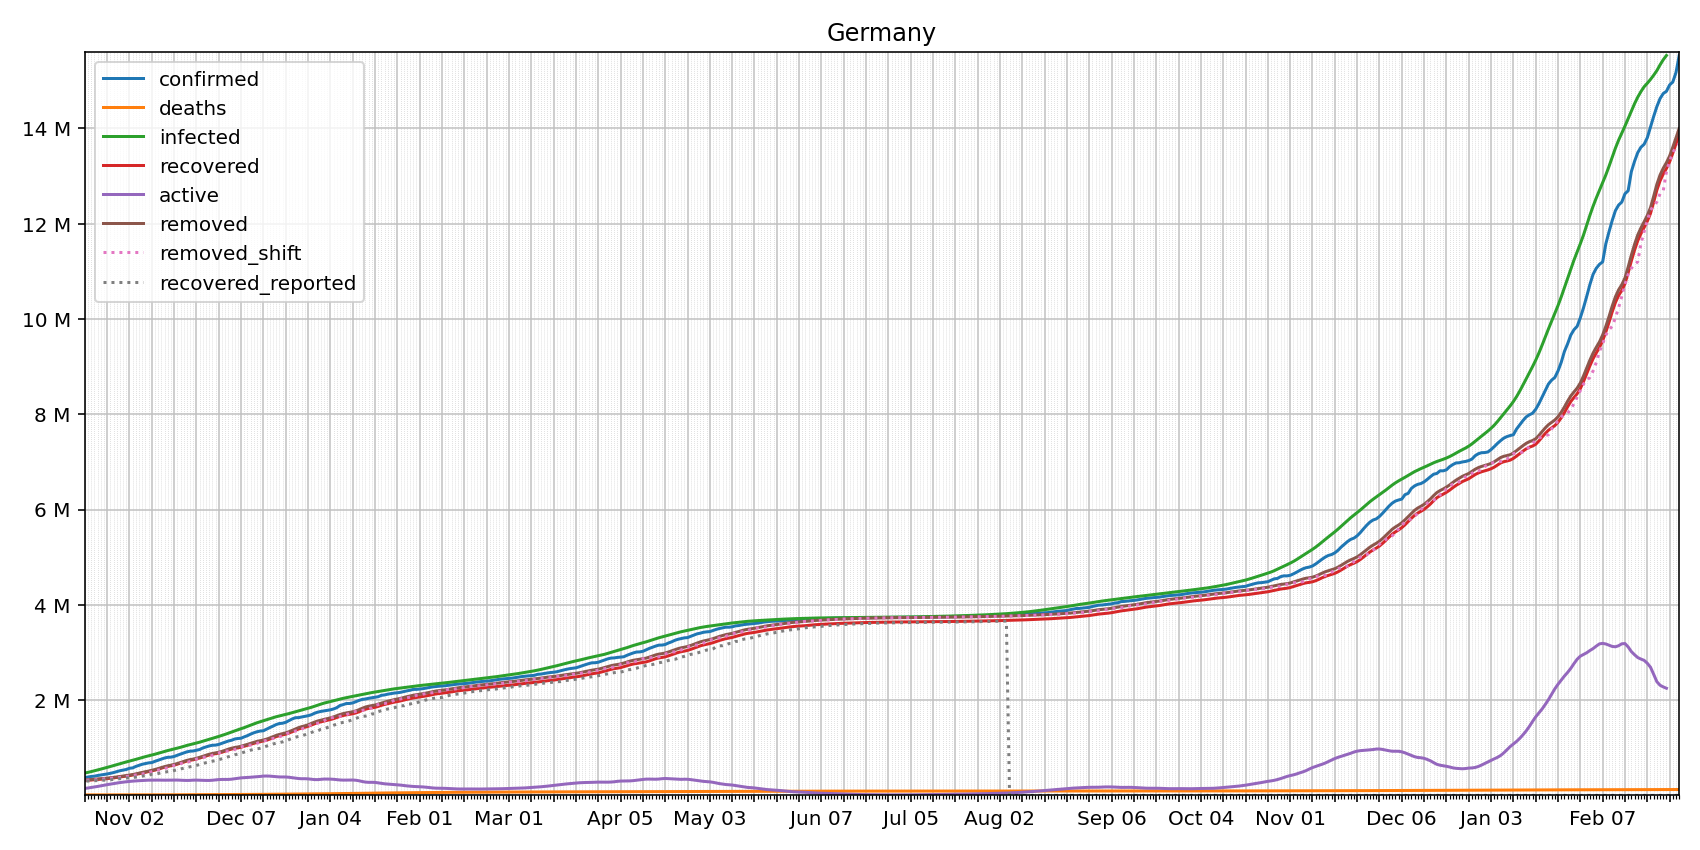 Germany
confirmed
deaths
infected
recovered
active
removed
removed_shift
recovered_reported
14 M
12 M
10 M
8 M
6 M
4 M
2 M
Nov 02 Dec 07 Jan 04 Feb 01 Mar 01 Apr 05 May 03 Jun 07 Jul 05 Aug 02 Sep 06 Oct 04 Nov 01 Dec 06 Jan 03 Feb 07